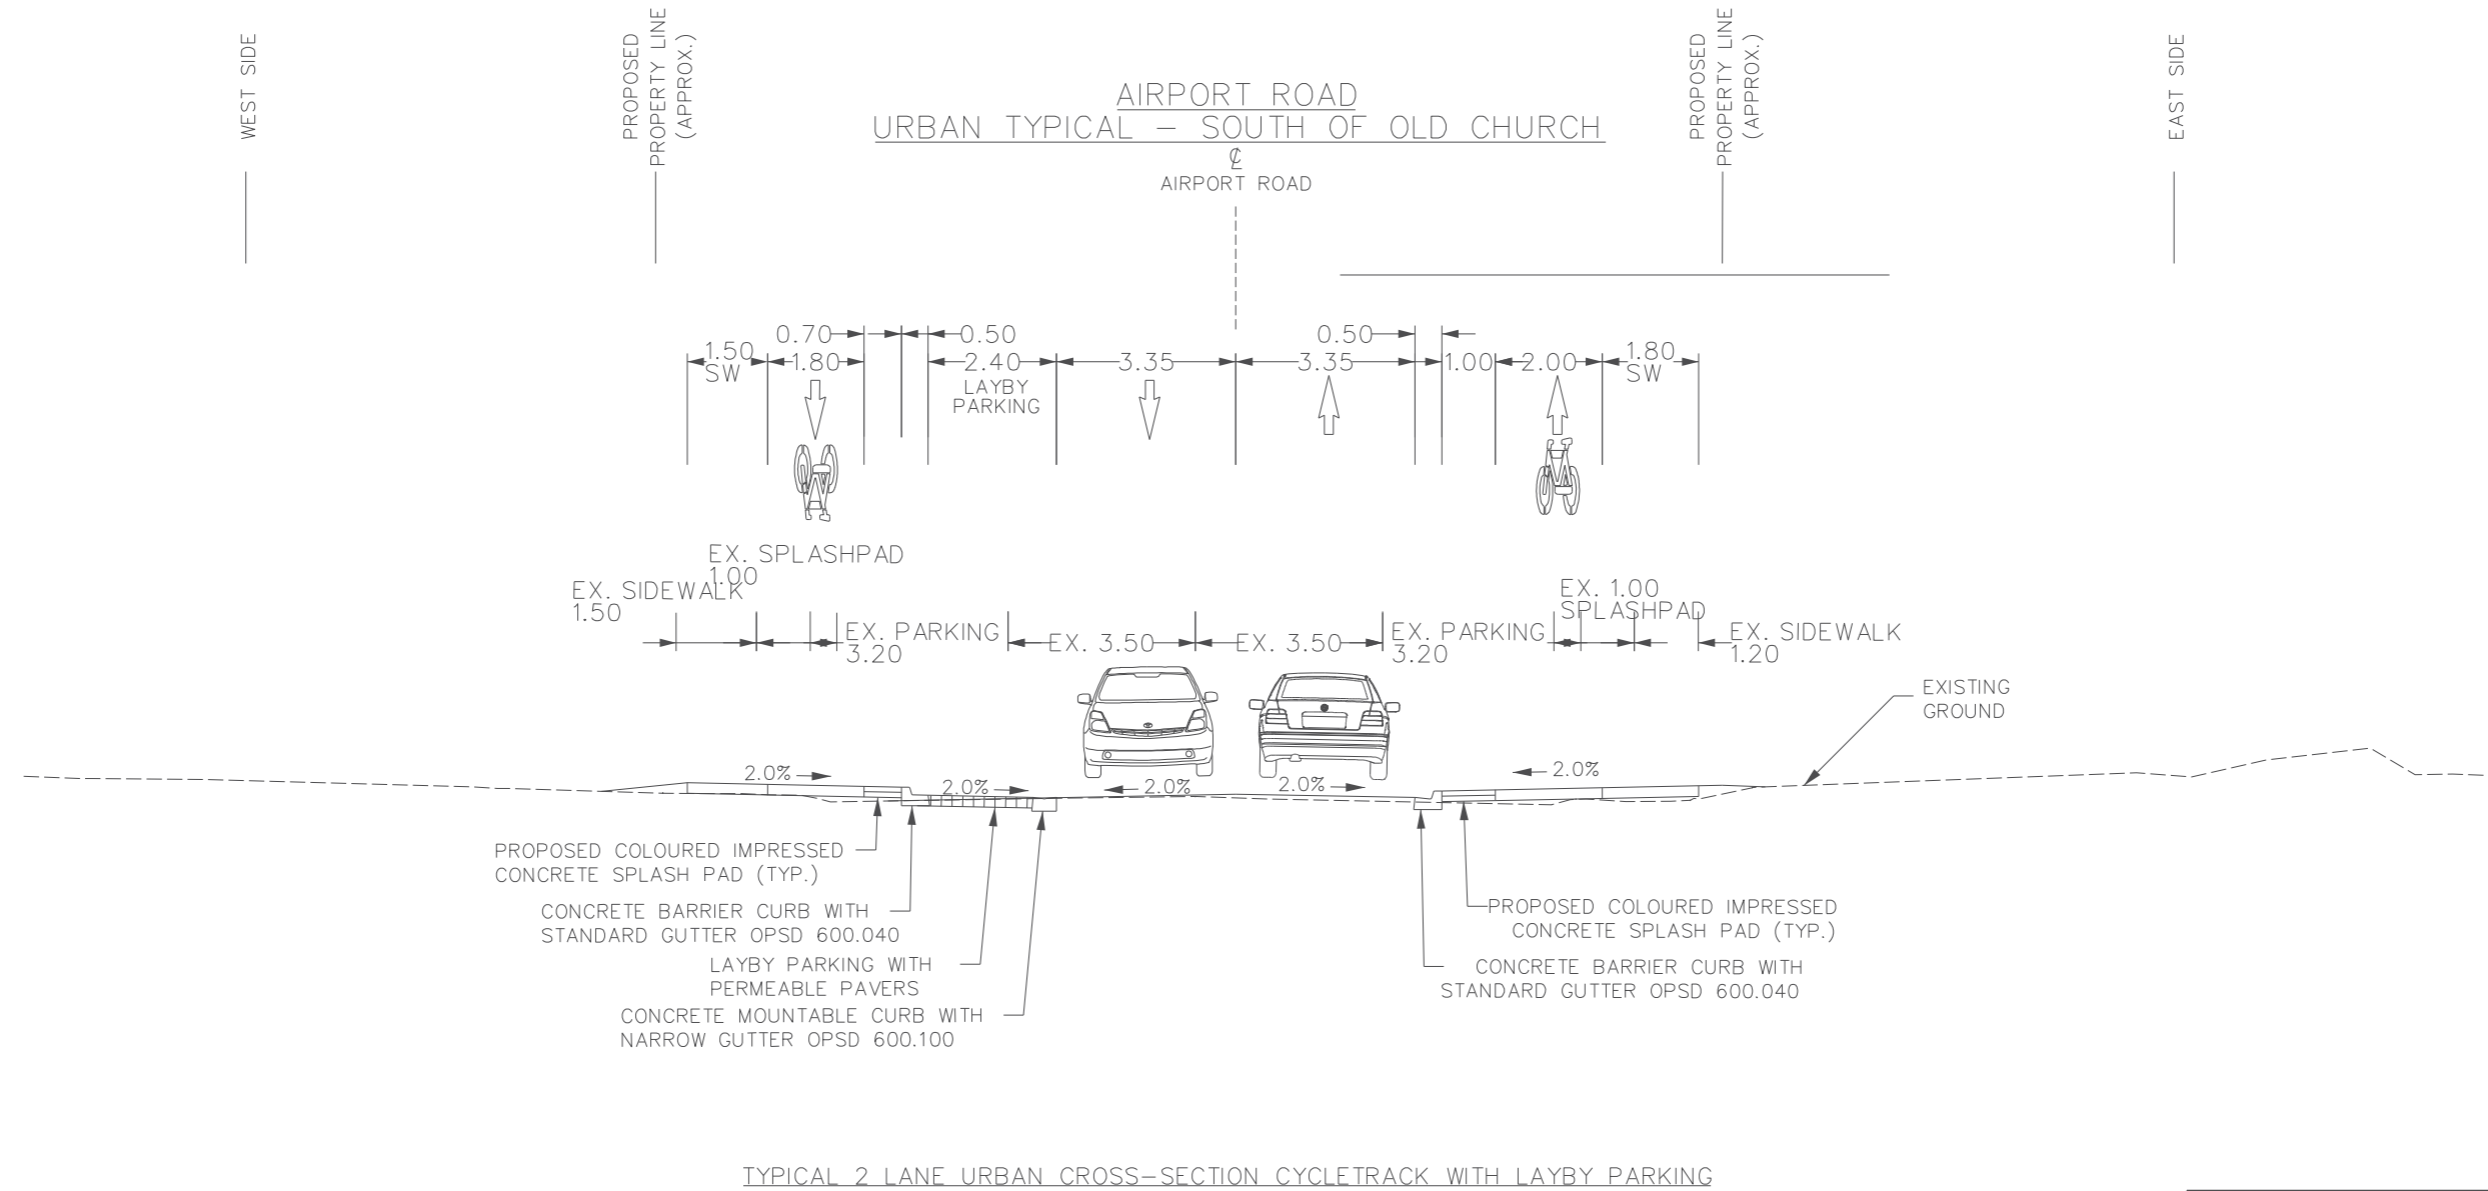 WEST SIDE
PROPOSED
PROPERTY LINE
(APPROX.)
AIRPORT ROAD
URBAN TYPICAL - SOUTH OF OLD CHURCH
℄
AIRPORT ROAD
PROPOSED
PROPERTY LINE
(APPROX.)
EAST SIDE
0.70
0.50
0.50
1.50
SW
1.80
2.40
LAYBY
PARKING
3.35
3.35
1.00
2.00
1.80
SW
EX. SPLASHPAD
1.00
EX. SIDEWALK
1.50
EX. PARKING
3.20
EX. 3.50
EX. 3.50
EX. PARKING
3.20
EX. 1.00
SPLASHPAD
EX. SIDEWALK
1.20
EXISTING
GROUND
2.0%
2.0%
2.0%
2.0%
2.0%
PROPOSED COLOURED IMPRESSED
CONCRETE SPLASH PAD (TYP.)
CONCRETE BARRIER CURB WITH
STANDARD GUTTER OPSD 600.040
LAYBY PARKING WITH
PERMEABLE PAVERS
CONCRETE MOUNTABLE CURB WITH
NARROW GUTTER OPSD 600.100
PROPOSED COLOURED IMPRESSED
CONCRETE SPLASH PAD (TYP.)
CONCRETE BARRIER CURB WITH
STANDARD GUTTER OPSD 600.040
TYPICAL 2 LANE URBAN CROSS-SECTION CYCLETRACK WITH LAYBY PARKING